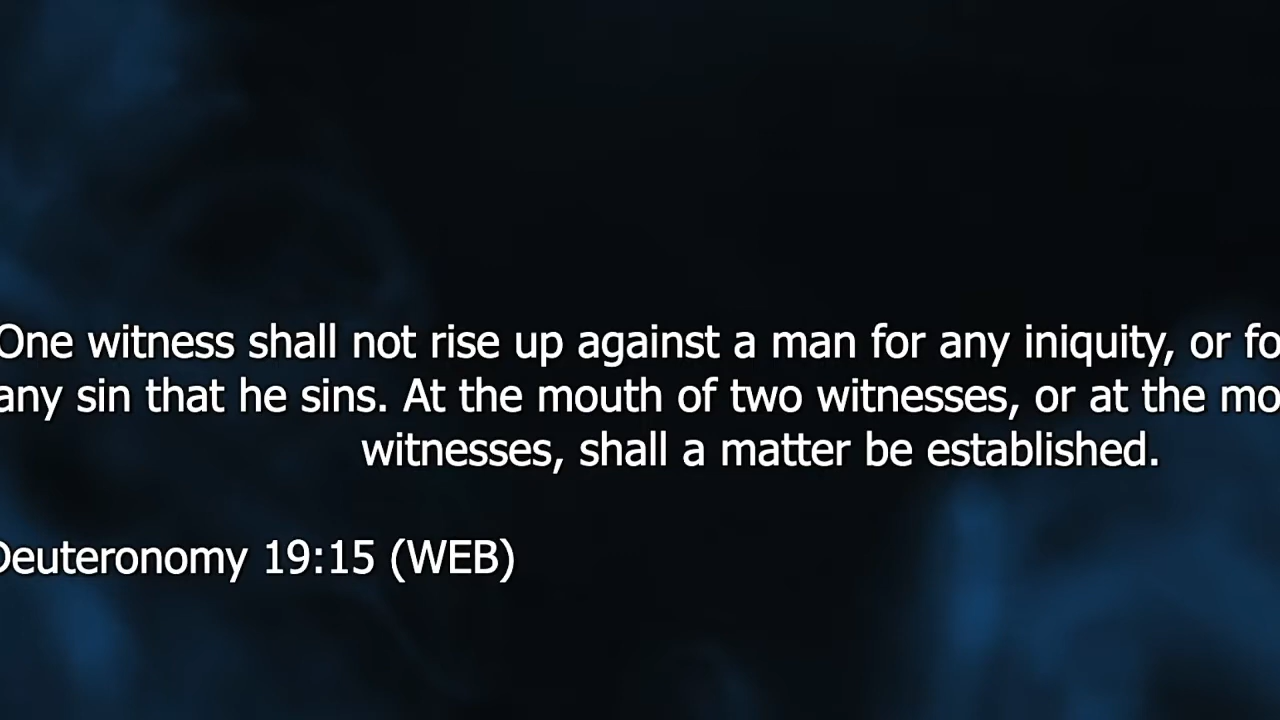 One witness shall not rise up against a man for any iniquity, or fo
any sin that he sins. At the mouth of two witnesses, or at the mo
witnesses, shall a matter be established.
Deuteronomy 19:15 (WEB)